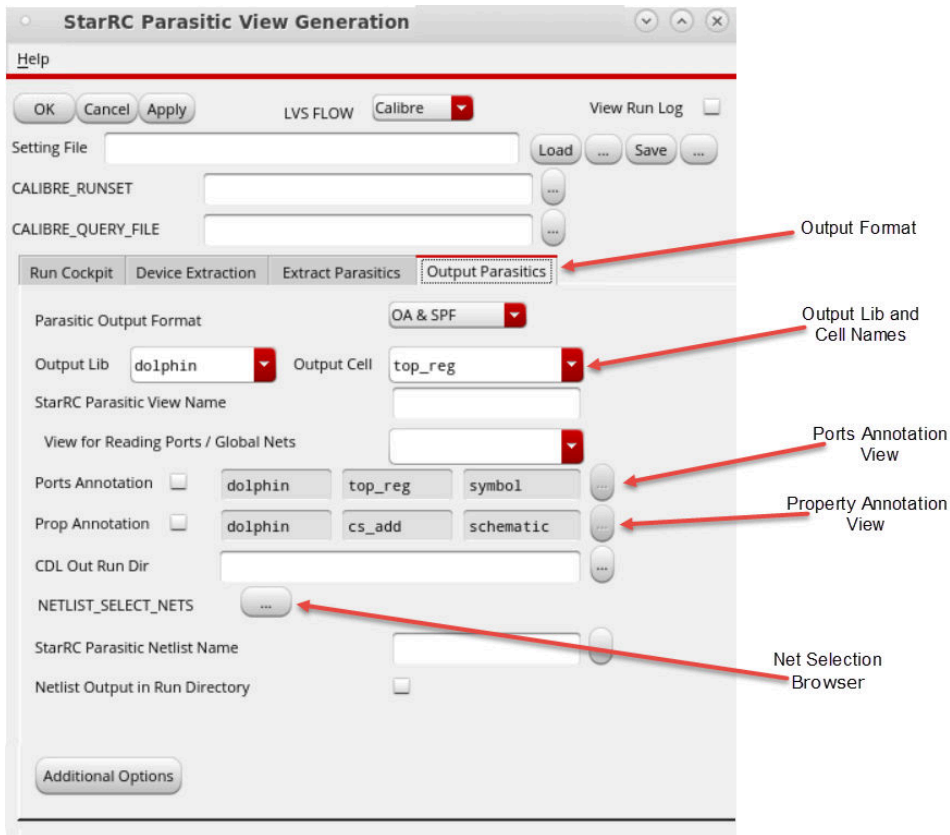 StarRC Parasitic View Generation
Help
OK Cancel Apply LVS FLOW Calibre View Run Log
Setting File Load ... Save ...
CALIBRE_RUNSET ...
CALIBRE_QUERY_FILE ...
Output Format
Run Cockpit Device Extraction Extract Parasitics Output Parasitics
Parasitic Output Format OA & SPF
Output Lib and
Cell Names
Output Lib dolphin Output Cell top_reg
StarRC Parasitic View Name
View for Reading Ports / Global Nets
Ports Annotation
View
Ports Annotation dolphin top_reg symbol ...
Property Annotation
View
Prop Annotation dolphin cs_add schematic ...
CDL Out Run Dir ...
NETLIST_SELECT_NETS ...
StarRC Parasitic Netlist Name
Net Selection
Browser
Netlist Output in Run Directory
Additional Options